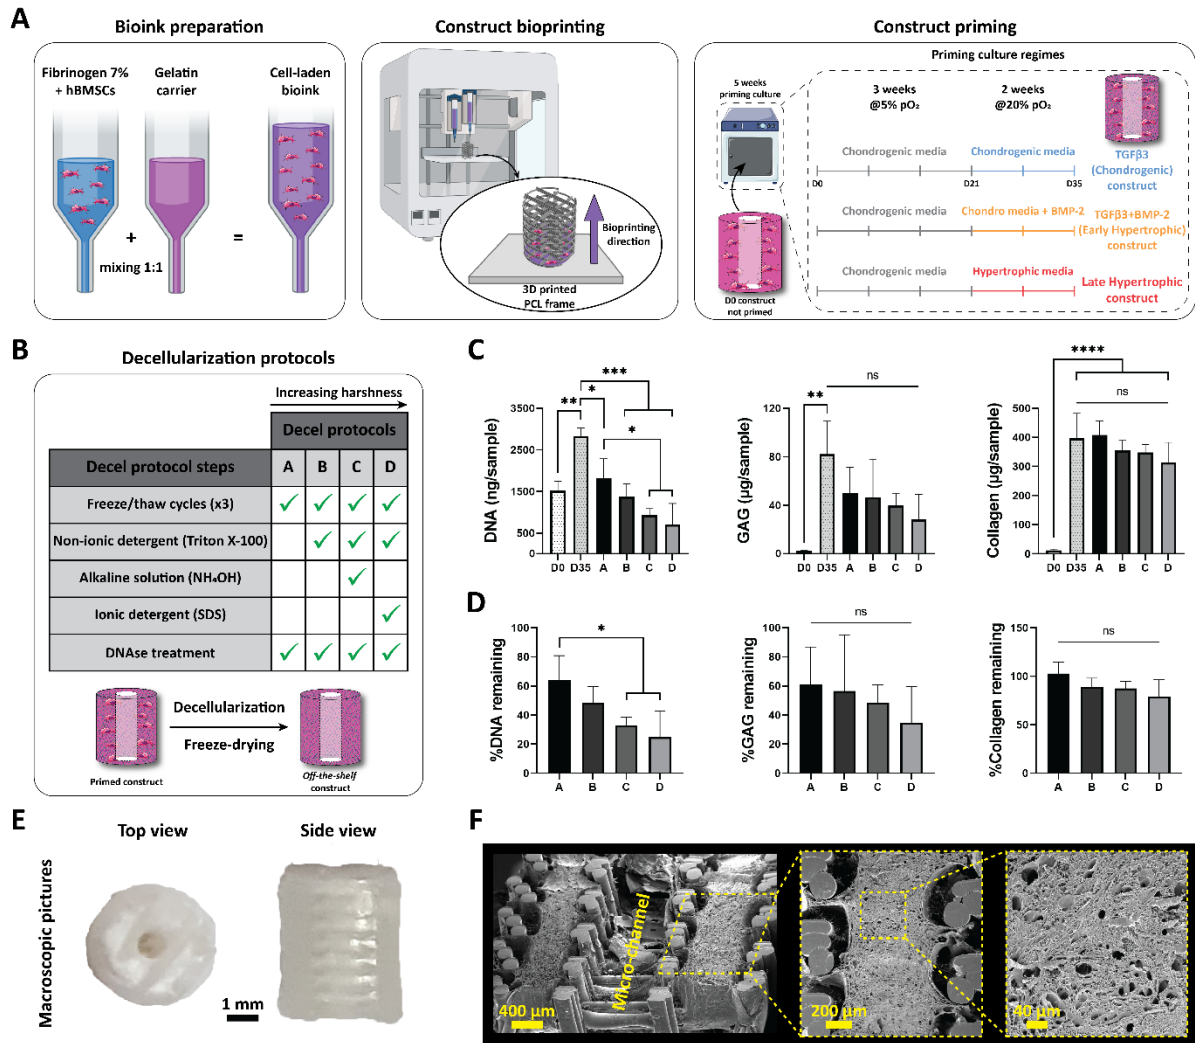 A
Bioink preparation
Construct bioprinting
Construct priming
Fibrinogen 7%
+ hBMSCs
Gelatin
carrier
Cell-laden
bioink
+
=
mixing 1:1
Bioprinting
direction
3D printed
PCL frame
Priming culture regimes
5 weeks
priming culture
3 weeks
@5% pO₂
2 weeks
@20% pO₂
Chondrogenic media
Chondrogenic media
D0
D21
D35
TGFβ3
(Chondrogenic)
construct
Chondrogenic media
Chondro media + BMP-2
TGFβ3+BMP-2
(Early Hypertrophic)
construct
Chondrogenic media
Hypertrophic media
Late Hypertrophic
construct
D0 construct
not primed
B
Decellularization protocols
Increasing harshness
Decel protocols
Decel protocol steps
A
B
C
D
Freeze/thaw cycles (x3)
✓ ✓ ✓ ✓
Non-ionic detergent (Triton X-100)
✓ ✓ ✓
Alkaline solution (NH₄OH)
✓
Ionic detergent (SDS)
✓
DNAse treatment
✓ ✓ ✓ ✓
Decellularization
Freeze-drying
Primed construct
Off-the-shelf
construct
C
DNA (ng/sample)
3500
2500
1500
500
0
D0 D35 A B C D
**
*
***
*
GAG (µg/sample)
120
80
40
0
D0 D35 A B C D
**
ns
Collagen (µg/sample)
500
400
300
200
100
0
D0 D35 A B C D
****
ns
D
%DNA remaining
100
80
60
40
20
0
A B C D
*
%GAG remaining
100
80
60
40
20
0
A B C D
ns
%Collagen remaining
150
100
50
0
A B C D
ns
E
Top view
Side view
Macroscopic pictures
1 mm
F
Micro-channel
400 µm
200 µm
40 µm